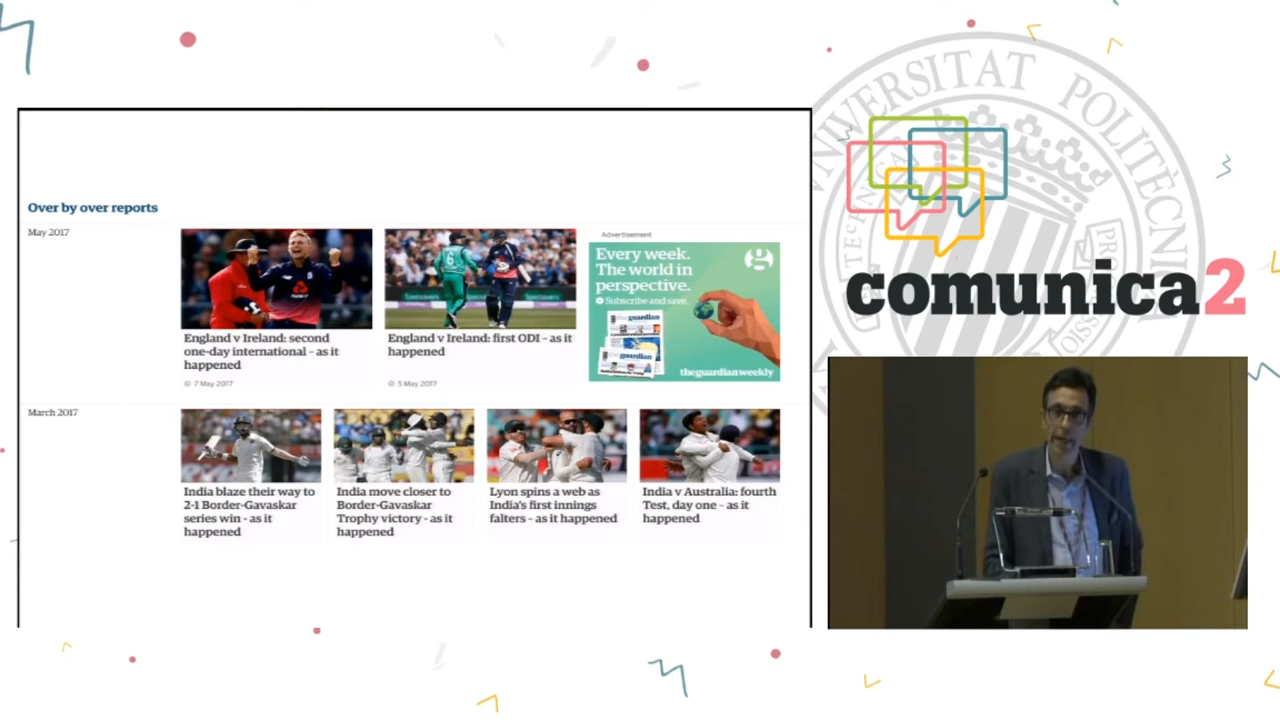 UNIVERSITAT POLITÈCNI
comunica2
Over by over reports
May 2017
Advertisement
Every week.
The world in
perspective.
Subscribe and save.
the guardian
theguardianweekly
England v Ireland: second
one-day international – as it
happened
7 May 2017
England v Ireland: first ODI – as it
happened
5 May 2017
March 2017
India blaze their way to
2-1 Border-Gavaskar
series win - as it
happened
India move closer to
Border-Gavaskar
Trophy victory - as it
happened
Lyon spins a web as
India's first innings
falters – as it happened
India v Australia: fourth
Test, day one – as it
happened